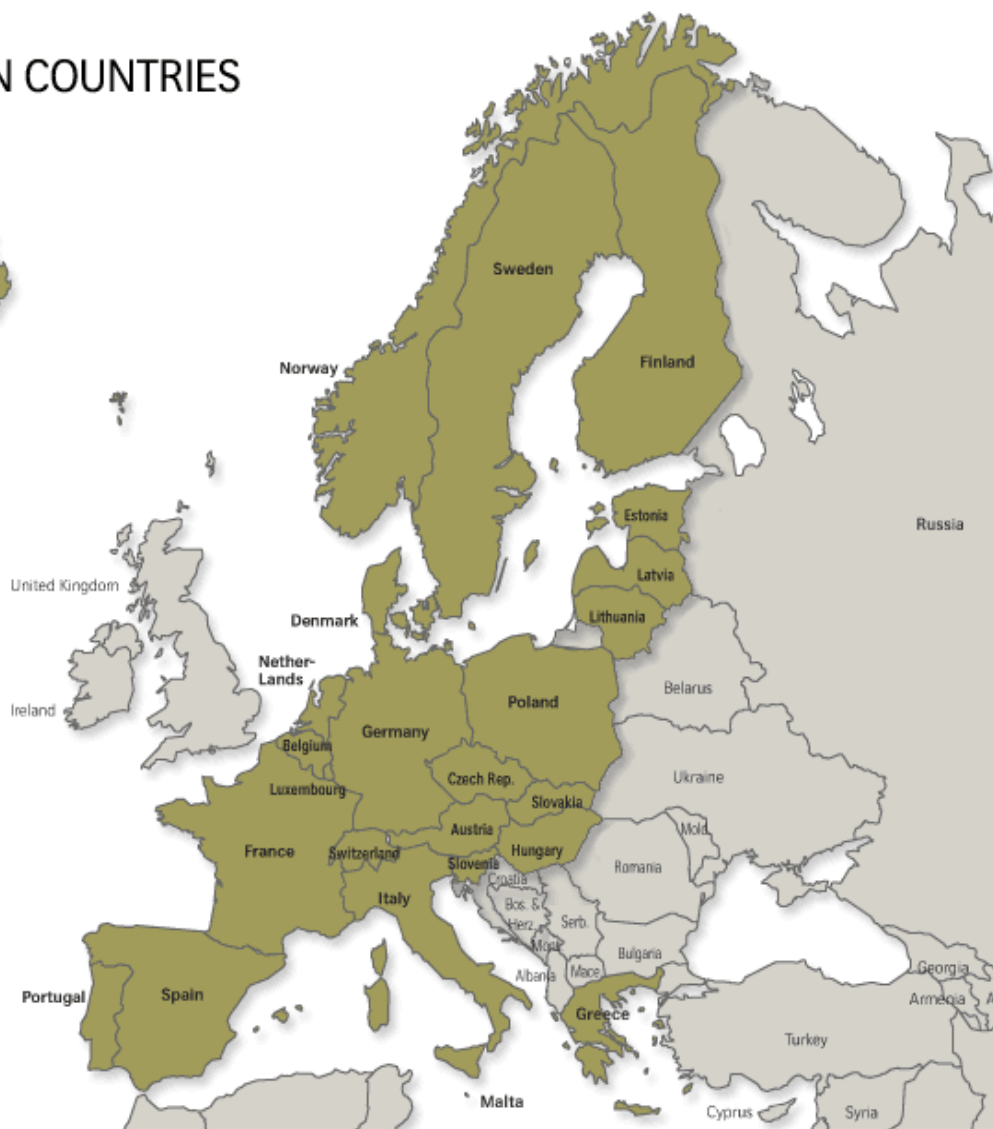 N COUNTRIES
Sweden
Norway
Finland
Estonia
Russia
Latvia
United Kingdom
Lithuania
Denmark
Nether-
Lands
Belarus
Ireland
Poland
Germany
Belgium
Ukraine
Czech Rep.
Luxembourg
Slovakia
Austria
Mold.
France
Switzerland
Hungary
Slovenia
Romania
Croatia
Italy
Bos. &
Herz.
Serb.
Mon.
Bulgaria
Georgia
Albania
Mace.
Portugal
Spain
Armenia
A
Greece
Turkey
Malta
Cyprus
Syria